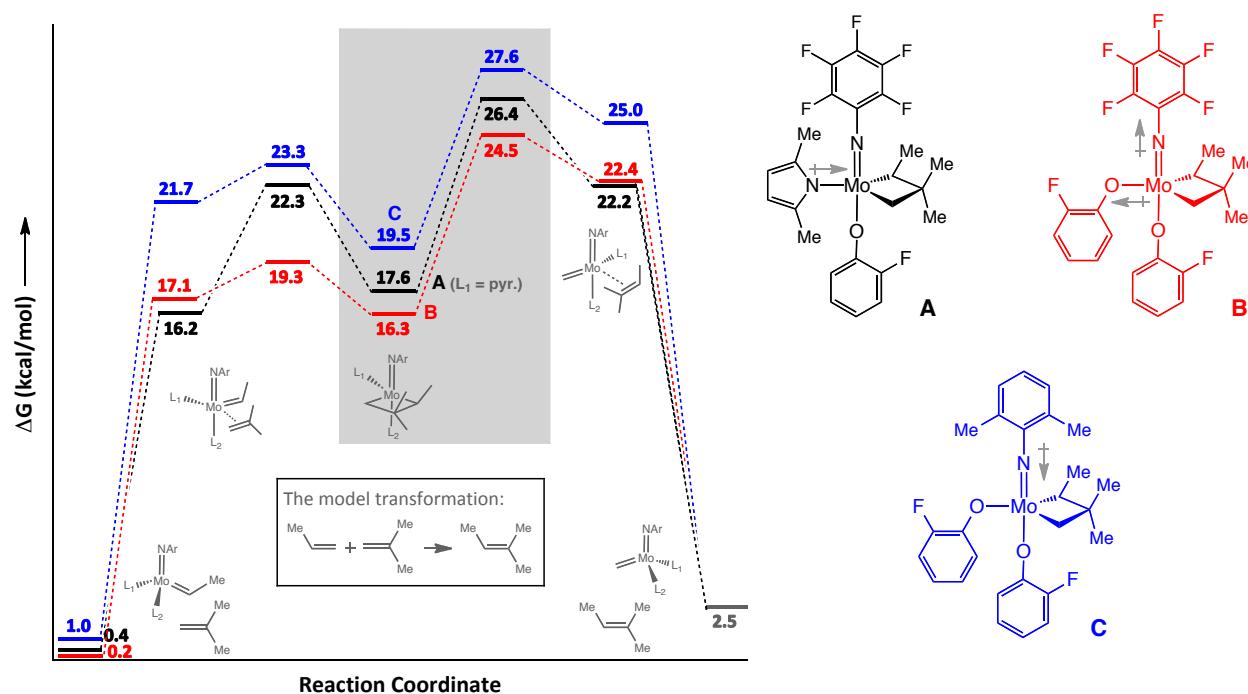 ΔG (kcal/mol)
27.6
26.4
24.5
25.0
22.4
22.2
23.3
22.3
19.3
21.7
17.1
16.2
C
19.5
17.6
A (L1 = pyr.)
16.3
B
NAr
L1
Mo
L2
NAr
L1
Mo
L2
NAr
L1
Mo
L2
The model transformation:
Me
+
Me
Me
Me
Me
Me
NAr
L1
Mo
L2
Me
Me
Me
1.0
0.4
0.2
NAr
Mo
L1
L2
Me
Me
Me
2.5
Reaction Coordinate
F
F
F
F
F
Me
N
Me
N
Mo
Me
Me
Me
O
F
A
F
F
F
F
F
N
Me
Me
F
O
Mo
Me
O
F
B
Me
Me
N
Me
Me
F
O
Mo
Me
O
F
C